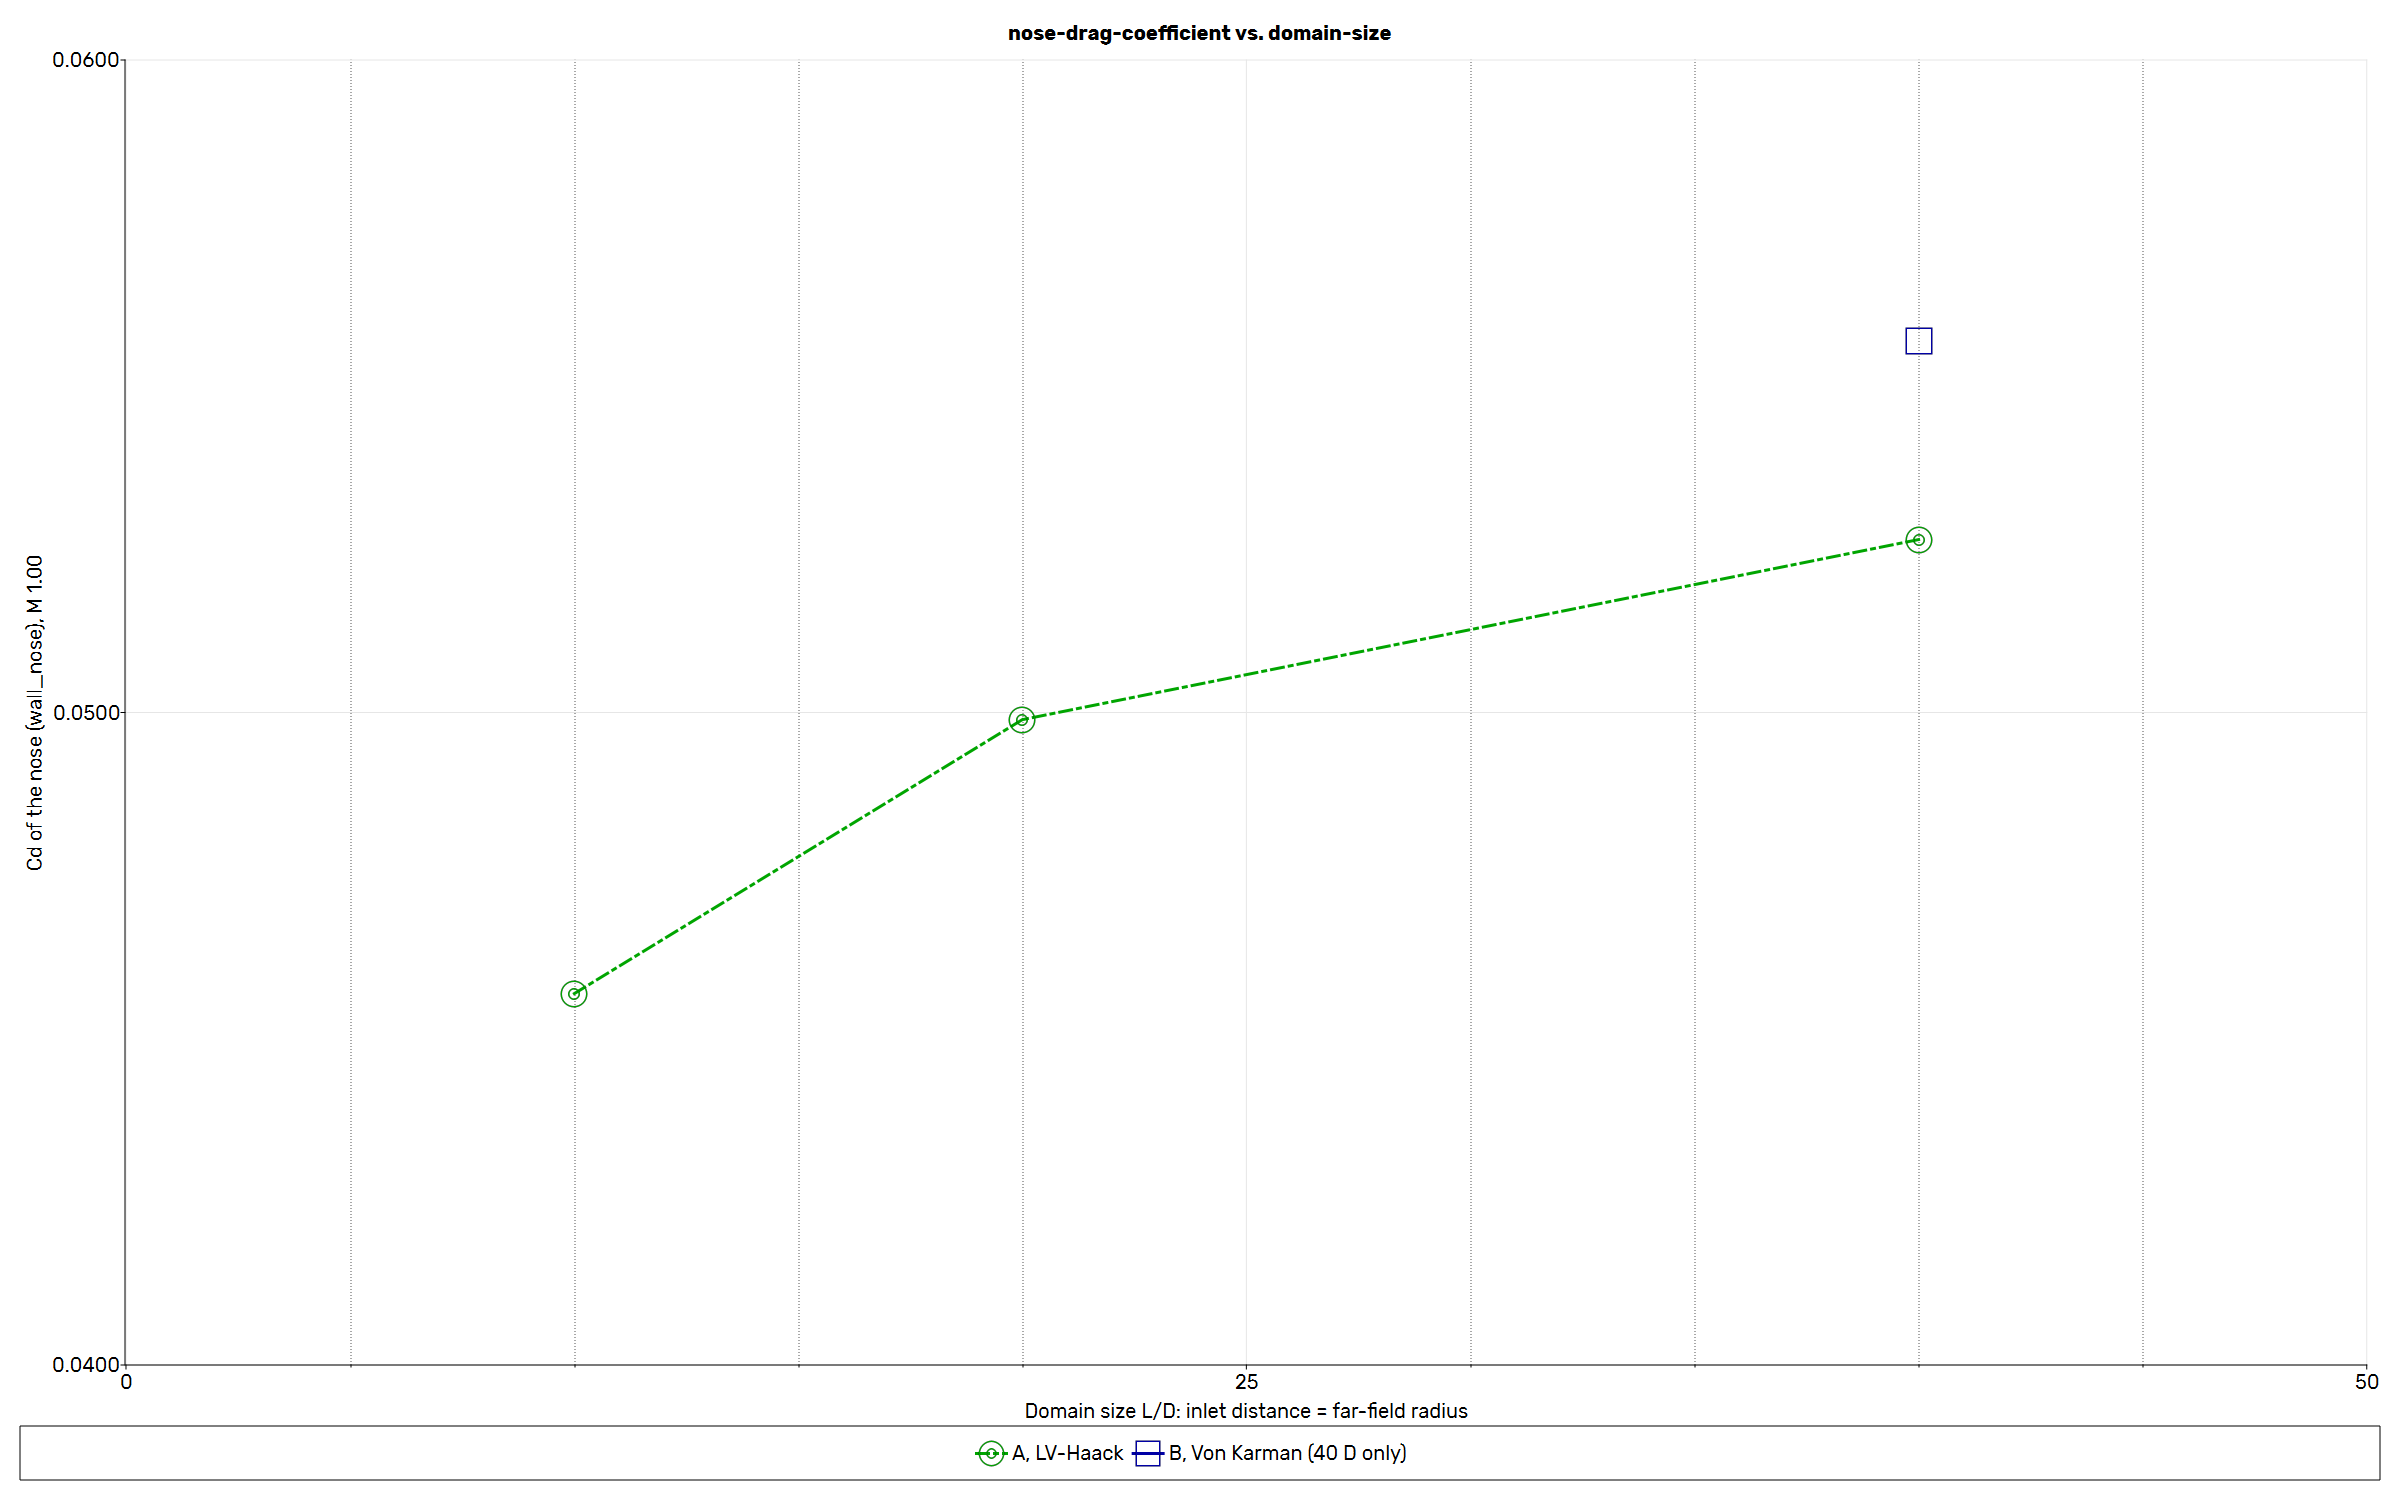 nose-drag-coefficient vs. domain-size
0.0600
0.0500
0.0400
Cd of the nose (wall_nose), M 1.00
0
25
50
Domain size L/D: inlet distance = far-field radius
A, LV-Haack
B, Von Karman (40 D only)